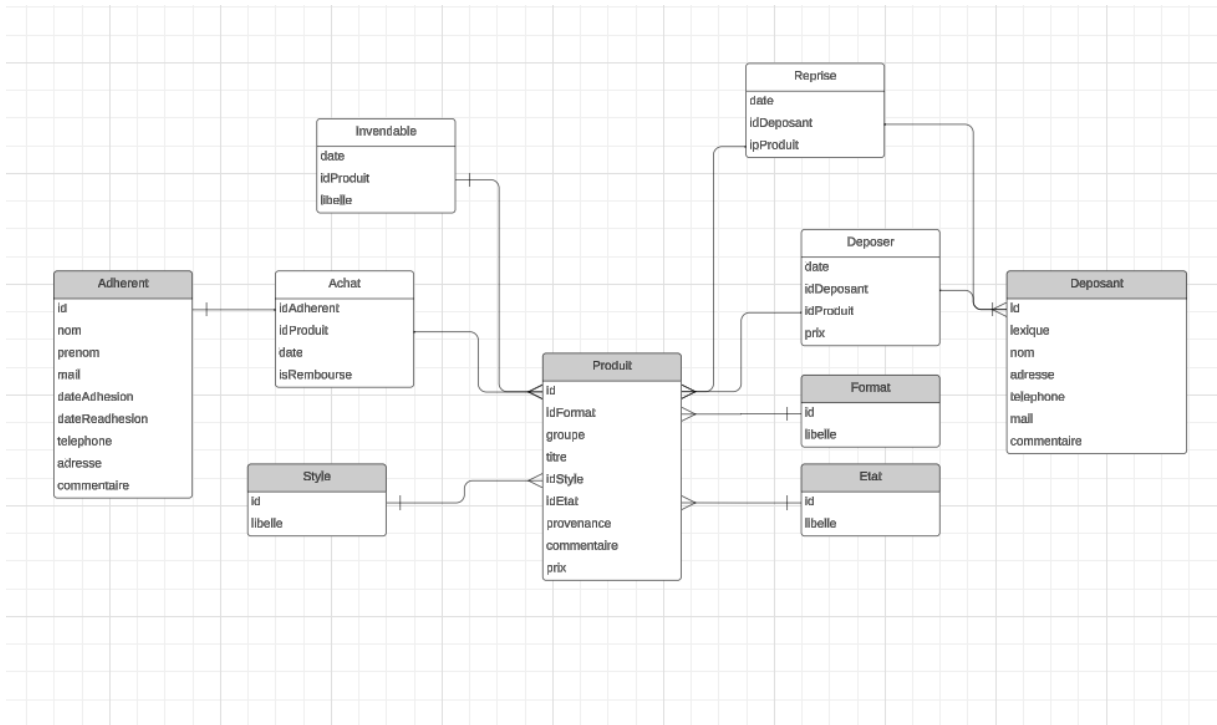 Reprise
date
idDeposant
ipProduit
Invendable
date
idProduit
libelle
Deposer
date
idDeposant
idProduit
prix
Adherent
id
nom
prenom
mail
dateAdhesion
dateReadhesion
telephone
adresse
commentaire
Achat
idAdherent
idProduit
date
isRembourse
Deposant
id
lexique
nom
adresse
telephone
mail
commentaire
Produit
id
idFormat
groupe
titre
idStyle
idEtat
provenance
commentaire
prix
Format
id
libelle
Style
id
libelle
Etat
id
libelle